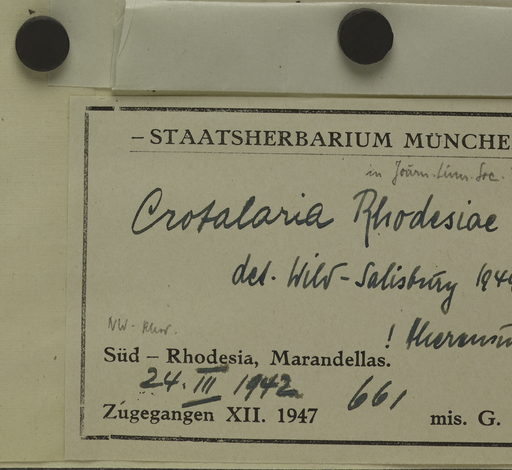 – STAATSHERBARIUM MÜNCHE
in Journ. Linn. Soc.
Crotalaria Rhodesiae
det. Wild – Salisbury 194
NW - Rhod.
!
Süd – Rhodesia, Marandellas.
24. III 1942 661
Zugegangen XII. 1947 mis. G.